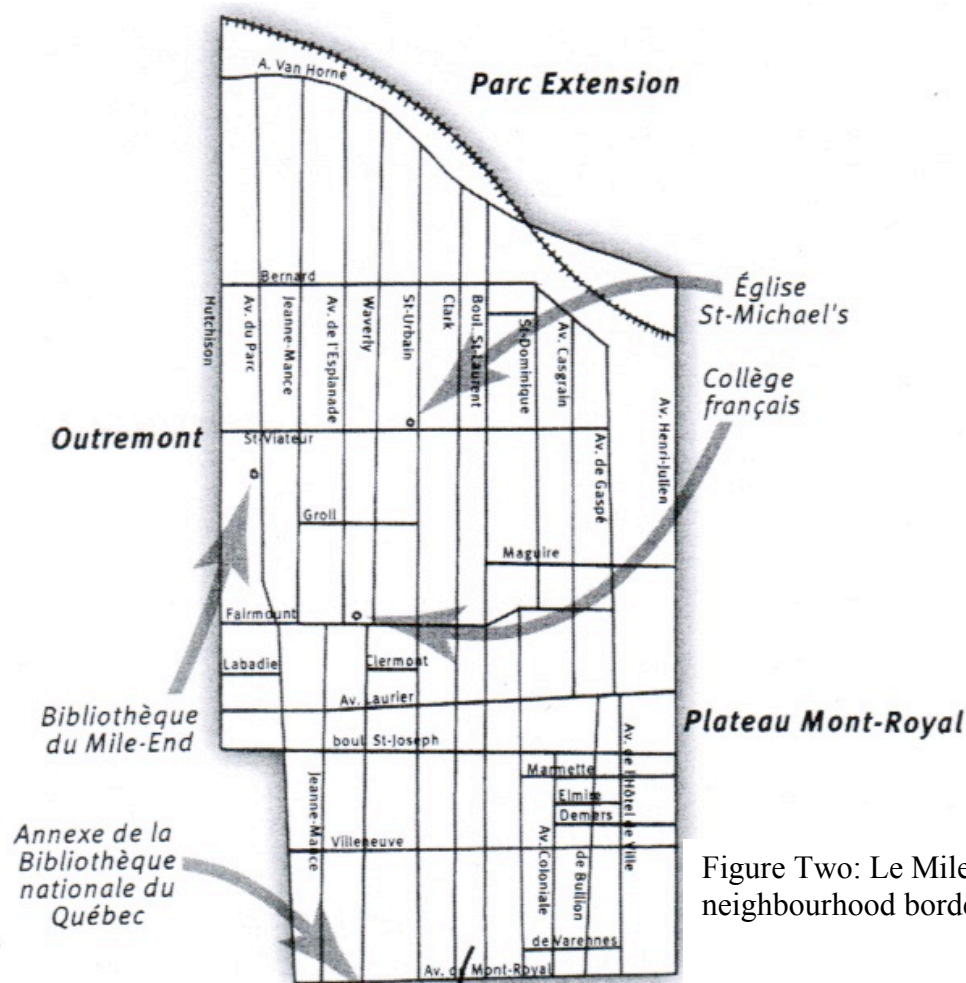 A. Van Horne
Parc Extension
Bernard
Église
St-Michael's
Hutchison
Av. du Parc
Jeanne-Mance
Av. de l'Esplanade
Waverly
St-Urbain
Clark
Boul. St-Laurent
St-Dominique
Av. Casgrain
Av. de Gaspé
Av. Henri-Julien
Collège
français
Outremont
St-Viateur
Groll
Maguire
Fairmount
Labadie
Clermont
Av. Laurier
Bibliothèque
du Mile-End
Plateau Mont-Royal
boul. St-Joseph
Jeanne-Mance
Marmette
Elmire
Demers
Av. de l'Hôtel de Ville
Villeneuve
Av. Coloniale
de Bullion
Annexe de la
Bibliothèque
nationale du
Québec
Figure Two: Le Mile
neighbourhood borde
de Varennes
Av. du Mont-Royal